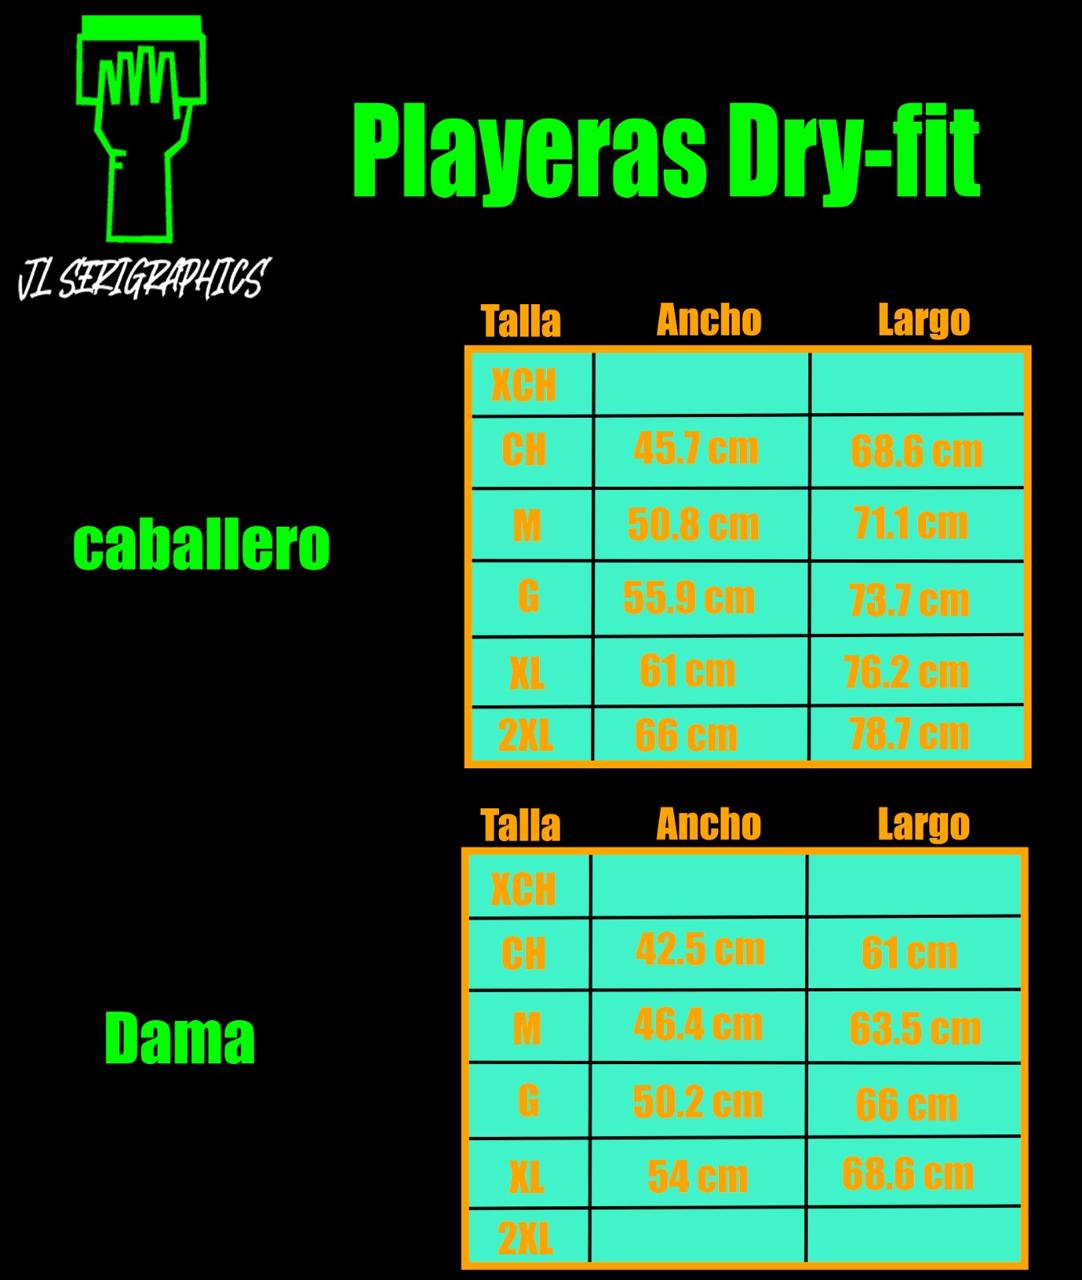 JL SERIGRAPHICS
Playeras Dry-fit
Talla Ancho Largo
XCH
CH 45.7 cm 68.6 cm
M 50.8 cm 71.1 cm
caballero
G 55.9 cm 73.7 cm
XL 61 cm 76.2 cm
2XL 66 cm 78.7 cm
Talla Ancho Largo
XCH
CH 42.5 cm 61 cm
M 46.4 cm 63.5 cm
Dama
G 50.2 cm 66 cm
XL 54 cm 68.6 cm
2XL